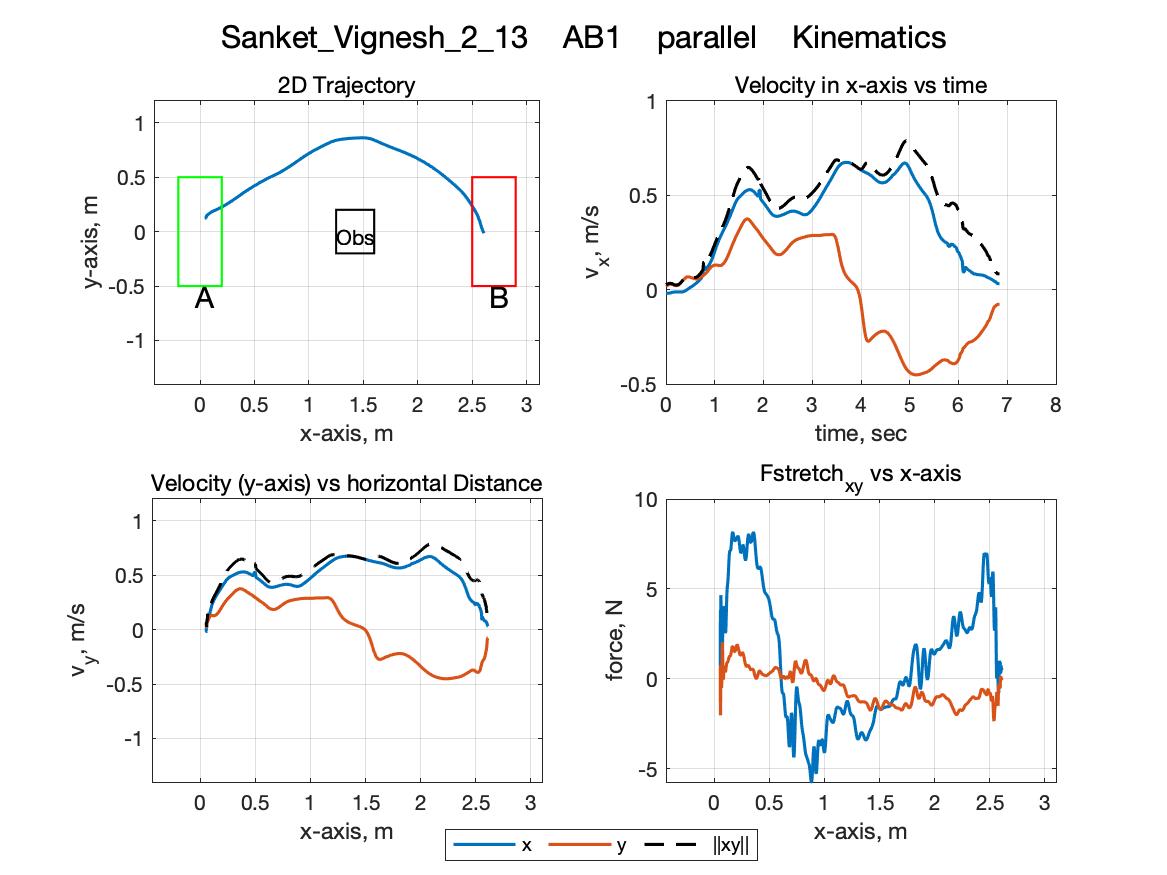 Sanket_Vignesh_2_13 AB1 parallel Kinematics
2D Trajectory
1
0.5
0
-0.5
-1
y-axis, m
Obs
A
B
0 0.5 1 1.5 2 2.5 3
x-axis, m
Velocity in x-axis vs time
1
0.5
0
-0.5
vx, m/s
0 1 2 3 4 5 6 7 8
time, sec
Velocity (y-axis) vs horizontal Distance
1
0.5
0
-0.5
-1
vy, m/s
0 0.5 1 1.5 2 2.5 3
x-axis, m
Fstretchxy vs x-axis
10
5
0
-5
force, N
0 0.5 1 1.5 2 2.5 3
x-axis, m
x y ||xy||